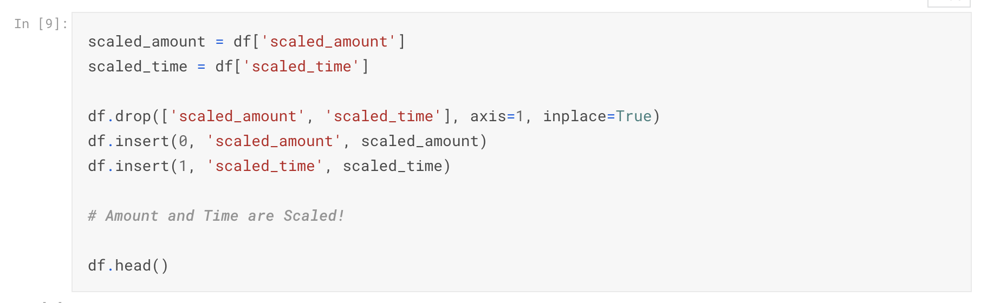 In [9]:
scaled_amount = df['scaled_amount']
scaled_time = df['scaled_time']
df.drop(['scaled_amount', 'scaled_time'], axis=1, inplace=True)
df.insert(0, 'scaled_amount', scaled_amount)
df.insert(1, 'scaled_time', scaled_time)
# Amount and Time are Scaled!
df.head()